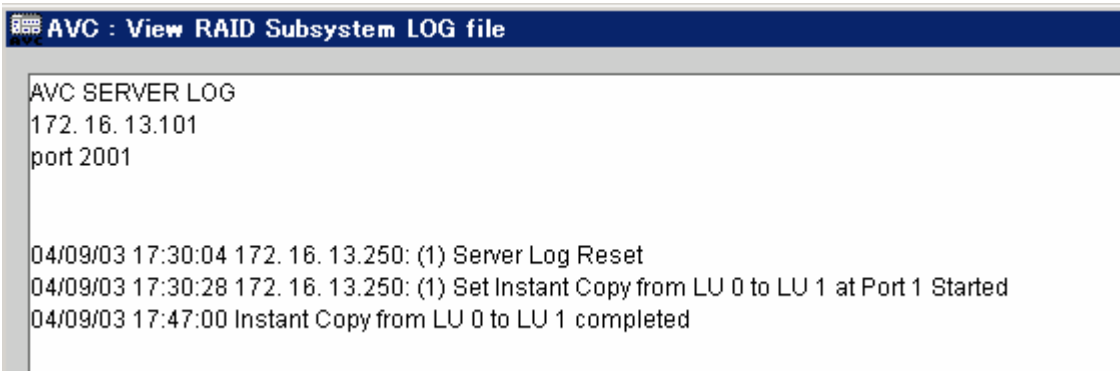 AVC : View RAID Subsystem LOG file
AVC SERVER LOG
172. 16. 13.101
port 2001
04/09/03 17:30:04 172. 16. 13.250: (1) Server Log Reset
04/09/03 17:30:28 172. 16. 13.250: (1) Set Instant Copy from LU 0 to LU 1 at Port 1 Started
04/09/03 17:47:00 Instant Copy from LU 0 to LU 1 completed